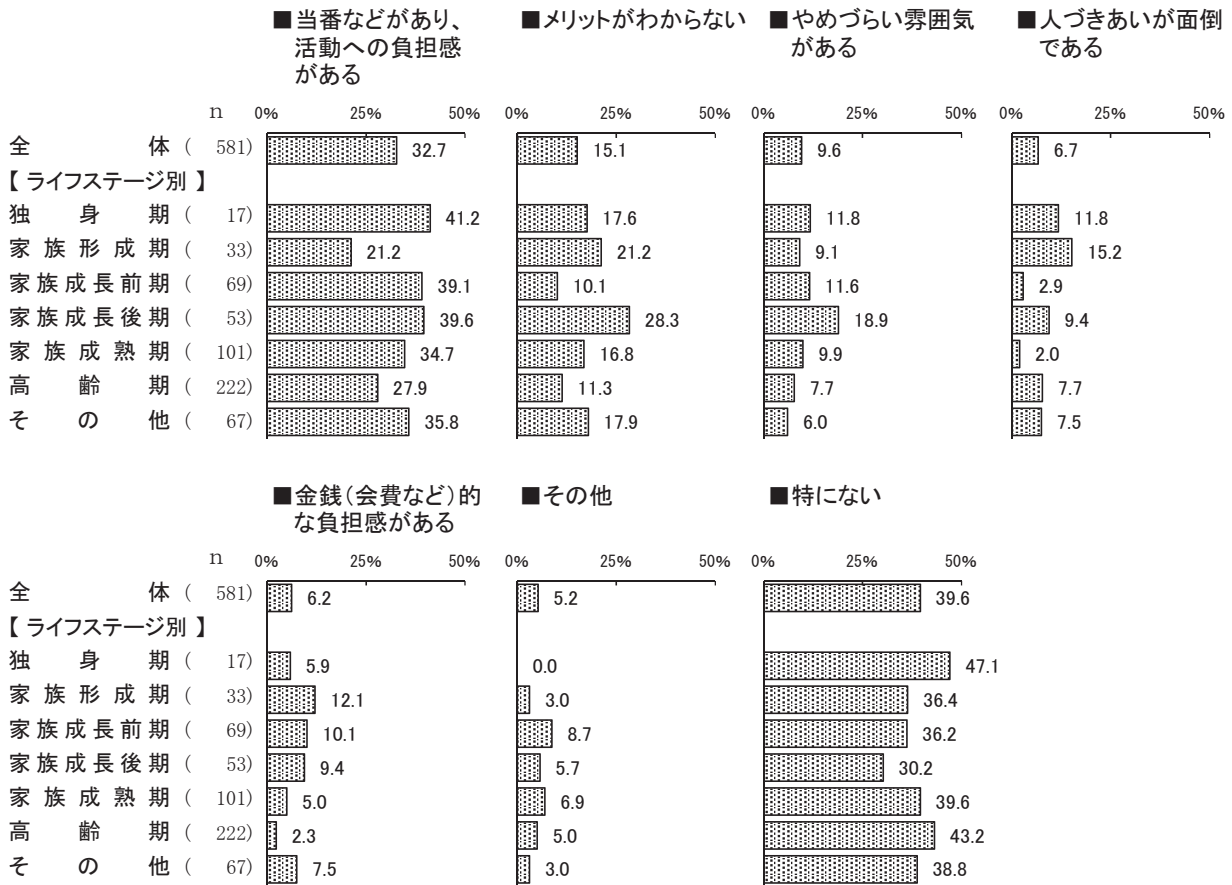 ■当番などがあり、
活動への負担感
がある
■メリットがわからない
■やめづらい雰囲気
がある
■人づきあいが面倒
である
n 0% 25% 50% 0% 25% 50% 0% 25% 50% 0% 25% 50%
全体 ( 581) 32.7 15.1 9.6 6.7
【 ライフステージ別 】
独身期 ( 17) 41.2 17.6 11.8 11.8
家族形成期 ( 33) 21.2 21.2 9.1 15.2
家族成長前期 ( 69) 39.1 10.1 11.6 2.9
家族成長後期 ( 53) 39.6 28.3 18.9 9.4
家族成熟期 ( 101) 34.7 16.8 9.9 2.0
高齢期 ( 222) 27.9 11.3 7.7 7.7
その他 ( 67) 35.8 17.9 6.0 7.5
■金銭(会費など)的
な負担感がある
■その他
■特にない
n 0% 25% 50% 0% 25% 50% 0% 25% 50%
全体 ( 581) 6.2 5.2 39.6
【 ライフステージ別 】
独身期 ( 17) 5.9 0.0 47.1
家族形成期 ( 33) 12.1 3.0 36.4
家族成長前期 ( 69) 10.1 8.7 36.2
家族成長後期 ( 53) 9.4 5.7 30.2
家族成熟期 ( 101) 5.0 6.9 39.6
高齢期 ( 222) 2.3 5.0 43.2
その他 ( 67) 7.5 3.0 38.8